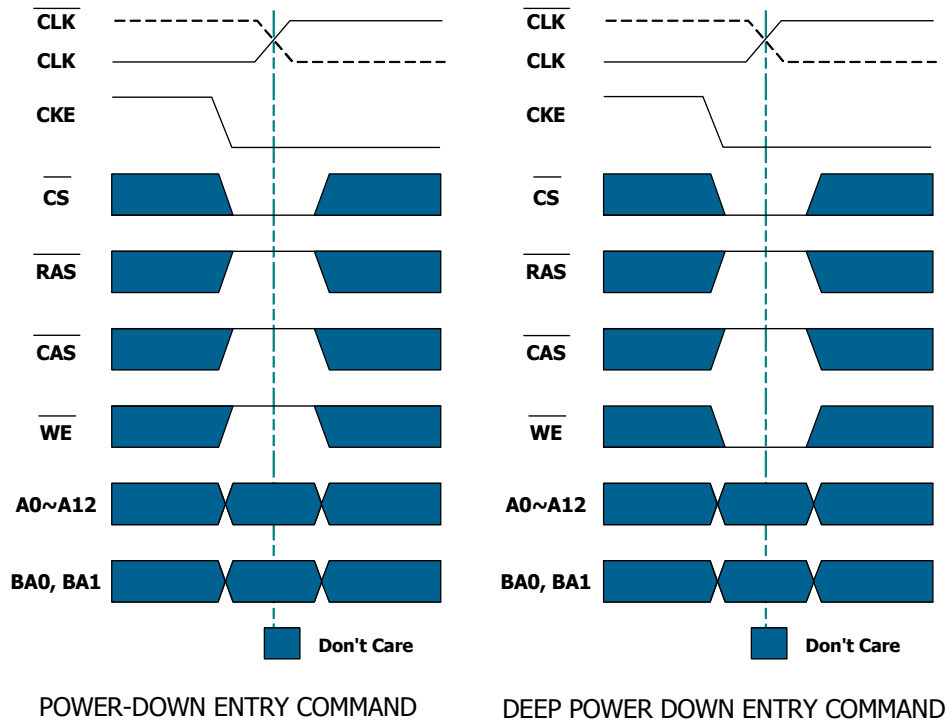 CLK
CLK
CKE
CS
RAS
CAS
WE
A0~A12
BA0, BA1
Don't Care
POWER-DOWN ENTRY COMMAND
CLK
CLK
CKE
CS
RAS
CAS
WE
A0~A12
BA0, BA1
Don't Care
DEEP POWER DOWN ENTRY COMMAND